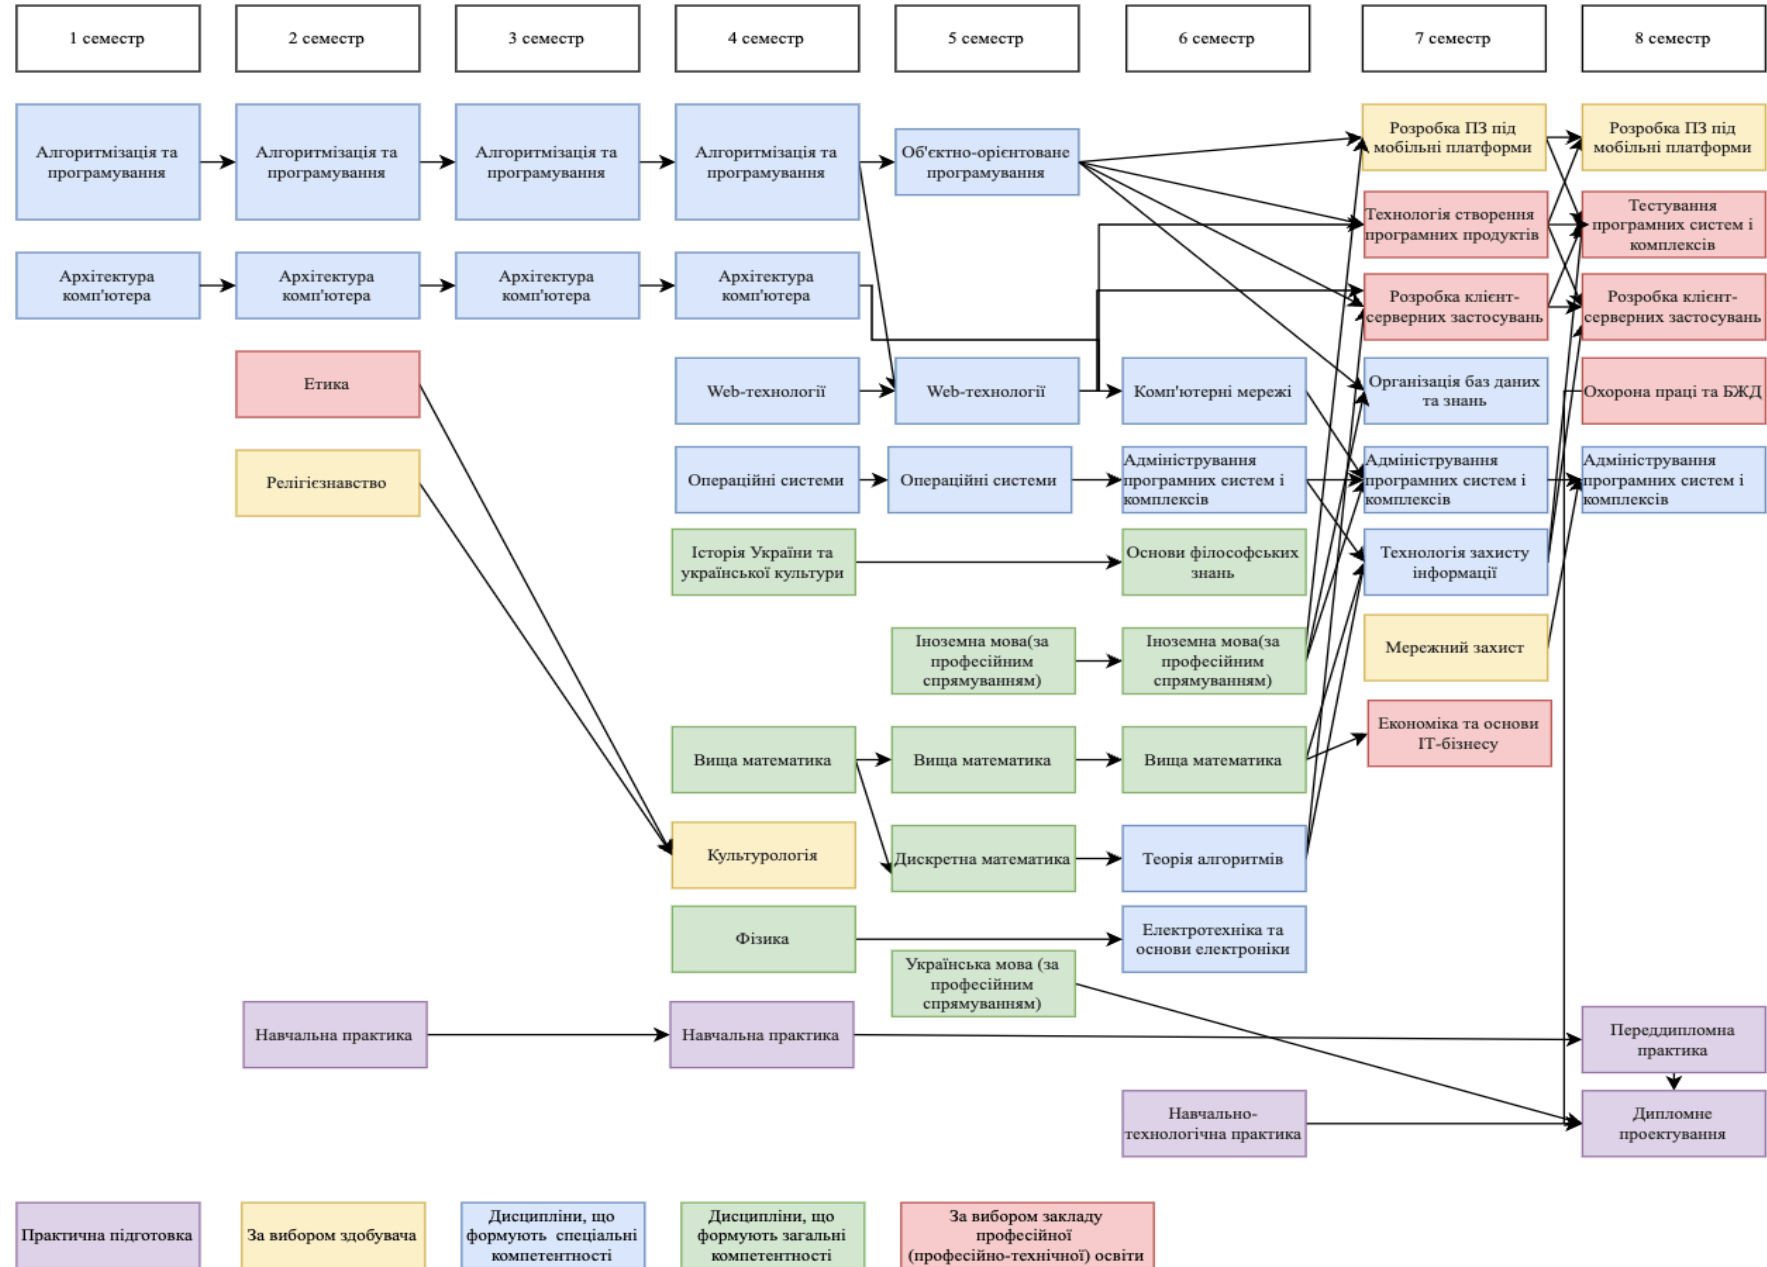 1 семестр
2 семестр
3 семестр
4 семестр
5 семестр
6 семестр
7 семестр
8 семестр
Алгоритмізація та
програмування
Алгоритмізація та
програмування
Алгоритмізація та
програмування
Алгоритмізація та
програмування
Об'єктно-орієнтоване
програмування
Розробка ПЗ під
мобільні платформи
Розробка ПЗ під
мобільні платформи
Технологія створення
програмних продуктів
Тестування
програмних систем і
комплексів
Архітектура
комп'ютера
Архітектура
комп'ютера
Архітектура
комп'ютера
Архітектура
комп'ютера
Розробка клієнт-
серверних застосувань
Розробка клієнт-
серверних застосувань
Етика
Web-технології
Web-технології
Комп'ютерні мережі
Організація баз даних
та знань
Охорона праці та БЖД
Релігієзнавство
Операційні системи
Операційні системи
Адміністрування
програмних систем і
комплексів
Адміністрування
програмних систем і
комплексів
Адміністрування
програмних систем і
комплексів
Історія України та
української культури
Основи філософських
знань
Технологія захисту
інформації
Іноземна мова(за
професійним
спрямуванням)
Іноземна мова(за
професійним
спрямуванням)
Мережний захист
Вища математика
Вища математика
Вища математика
Економіка та основи
ІТ-бізнесу
Культурологія
Дискретна математика
Теорія алгоритмів
Фізика
Українська мова (за
професійним
спрямуванням)
Електротехніка та
основи електроніки
Навчальна практика
Навчальна практика
Переддипломна
практика
Навчально-
технологічна практика
Дипломне
проектування
Практична підготовка
За вибором здобувача
Дисципліни, що
формують спеціальні
компетентності
Дисципліни, що
формують загальні
компетентності
За вибором закладу
професійної
(професійно-технічної) освіти